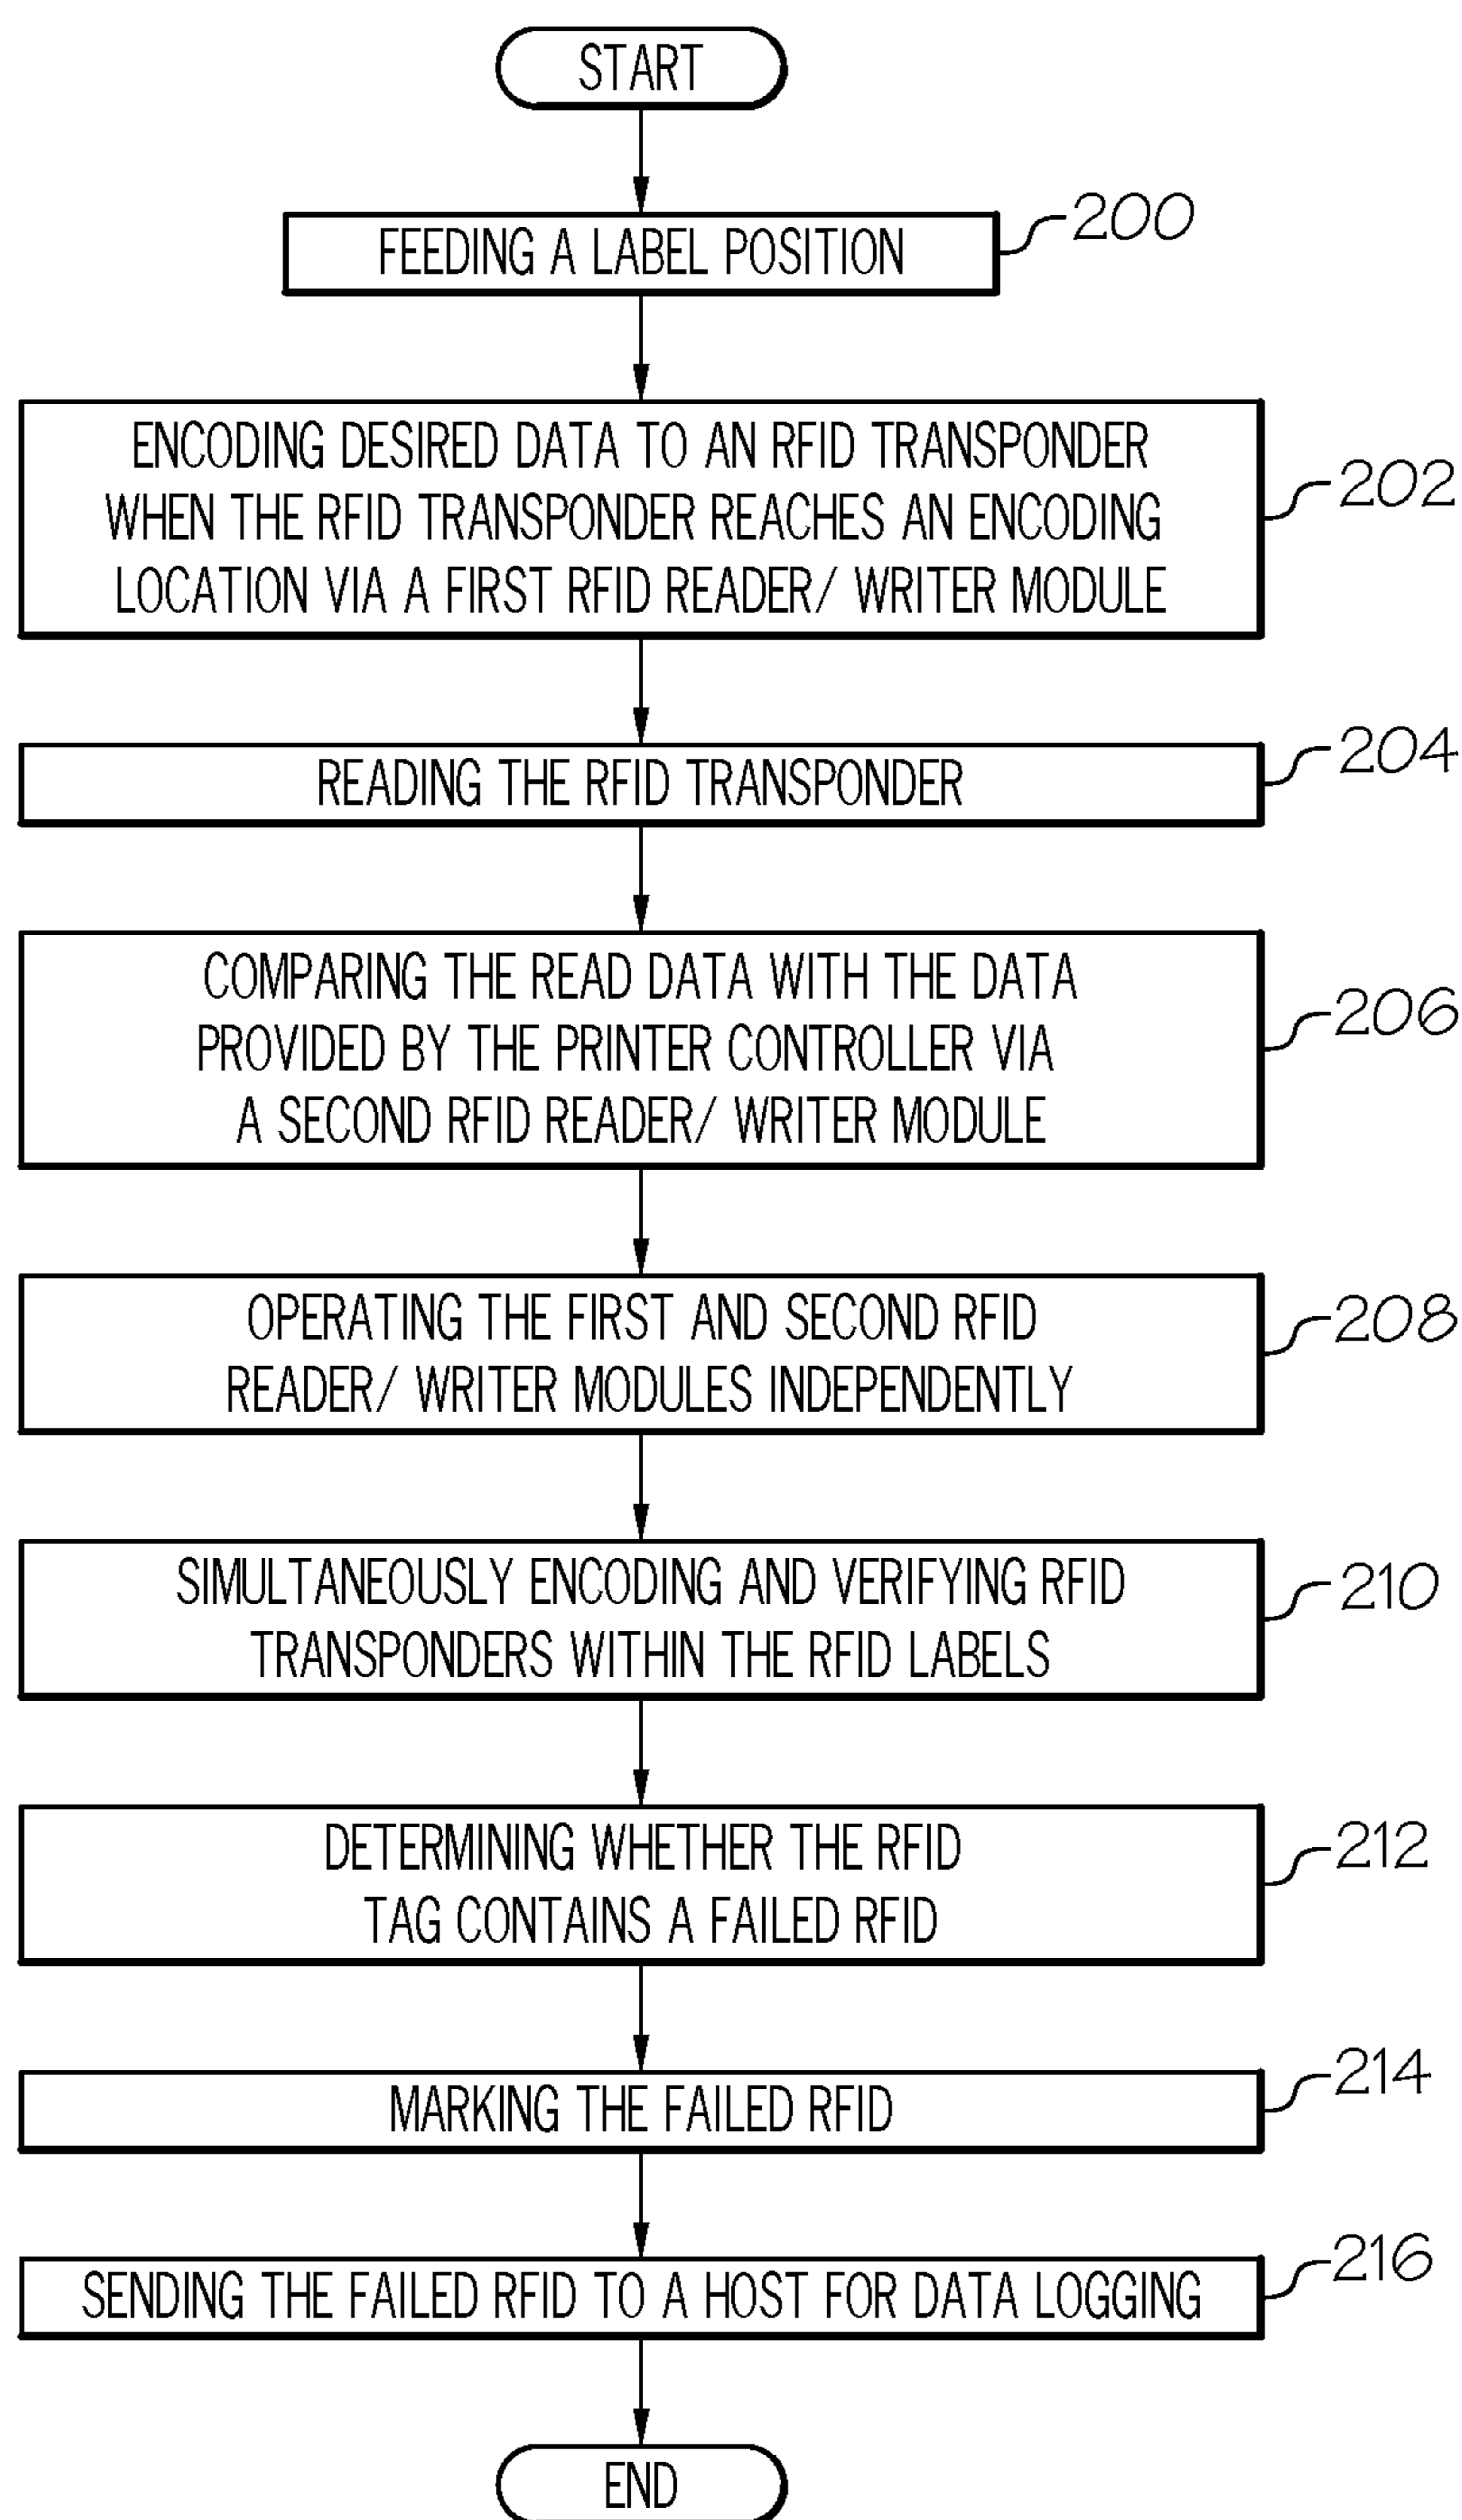 START
FEEDING A LABEL POSITION
200
ENCODING DESIRED DATA TO AN RFID TRANSPONDER
WHEN THE RFID TRANSPONDER REACHES AN ENCODING
LOCATION VIA A FIRST RFID READER/ WRITER MODULE
202
READING THE RFID TRANSPONDER
204
COMPARING THE READ DATA WITH THE DATA
PROVIDED BY THE PRINTER CONTROLLER VIA
A SECOND RFID READER/ WRITER MODULE
206
OPERATING THE FIRST AND SECOND RFID
READER/ WRITER MODULES INDEPENDENTLY
208
SIMULTANEOUSLY ENCODING AND VERIFYING RFID
TRANSPONDERS WITHIN THE RFID LABELS
210
DETERMINING WHETHER THE RFID
TAG CONTAINS A FAILED RFID
212
MARKING THE FAILED RFID
214
SENDING THE FAILED RFID TO A HOST FOR DATA LOGGING
216
END